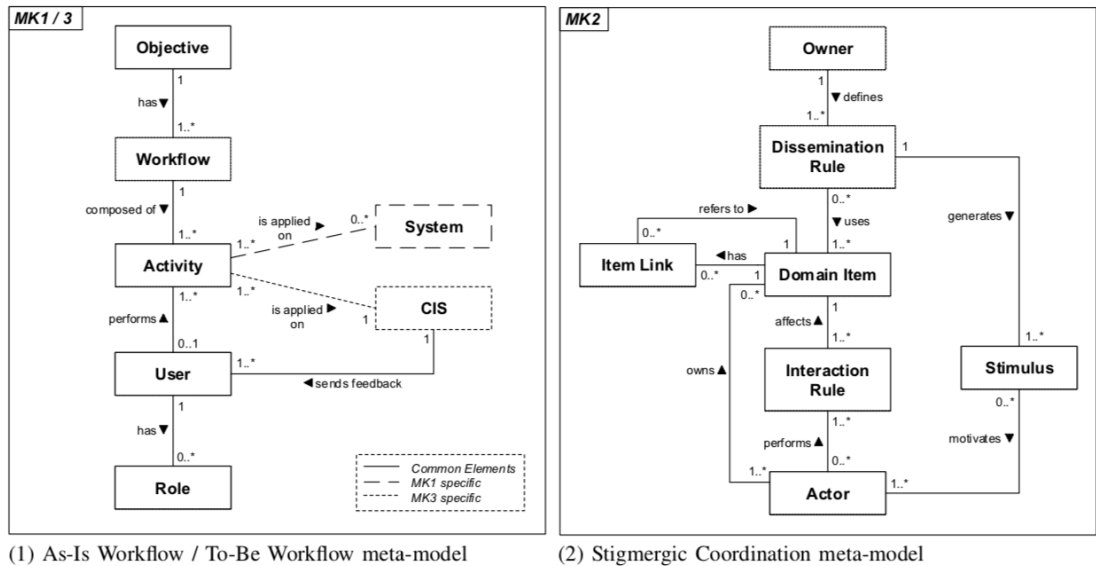 MK1 / 3
Objective
1
has ▼
1..*
Workflow
1
composed of ▼
1..*
Activity
1..*
is applied ►
on
0..*
System
1..*
is applied ►
on
1
CIS
1
1..*
performs ▲
0..1
User
1..*
◄ sends feedback
1
has ▼
0..*
Role
Common Elements
MK1 specific
MK3 specific
(1) As-Is Workflow / To-Be Workflow meta-model
MK2
Owner
1
▼ defines
1..*
Dissemination
Rule
1
0..*
▼ uses
1..*
generates ▼
refers to ►
0..*
1
Item Link
◄ has
0..*
1
Domain Item
0..*
1
affects ▲
1..*
owns ▲
Interaction
Rule
1..*
Stimulus
0..*
1..*
performs ▲
0..*
motivates ▼
1..*
1..*
Actor
(2) Stigmergic Coordination meta-model